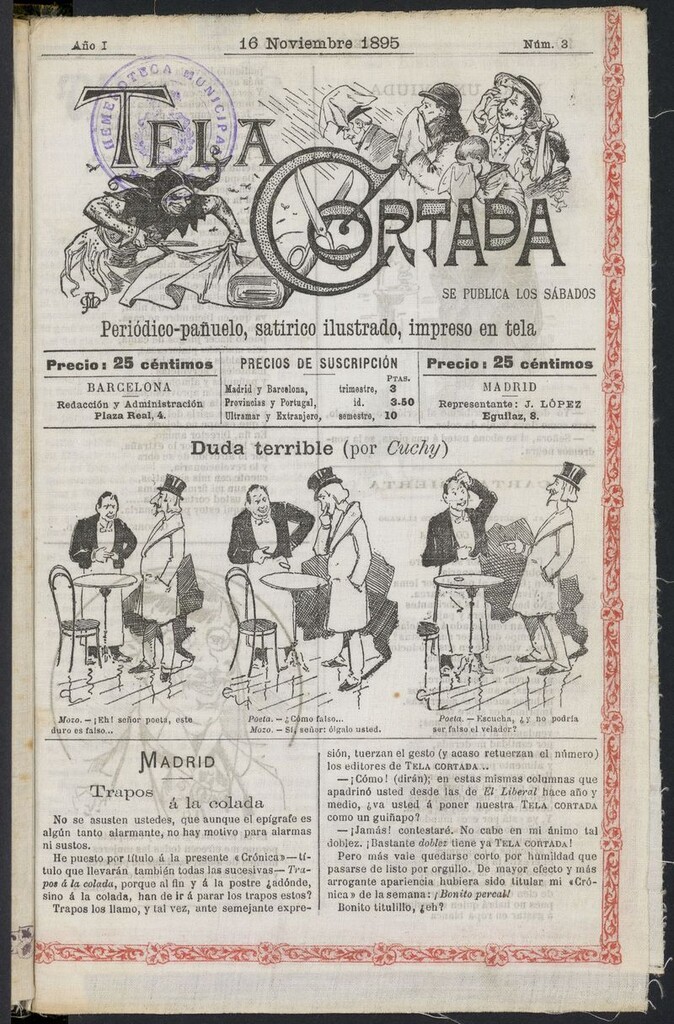 Año I
16 Noviembre 1895
Núm. 3
HEMEROTECA MUNICIPAL
TELA
CORTADA
SE PUBLICA LOS SÁBADOS
Periódico-pañuelo, satírico ilustrado, impreso en tela
Precio: 25 céntimos
BARCELONA
Redacción y Administración
Plaza Real, 4.
PRECIOS DE SUSCRIPCIÓN
PTAS.
Madrid y Barcelona, trimestre, 3
Provincias y Portugal, id. 3.50
Ultramar y Extranjero, semestre, 10
Precio: 25 céntimos
MADRID
Representante: J. LÓPEZ
Eguilaz, 8.
Duda terrible (por Cuchy)
Mozo. — ¡Eh! señor poeta, este
duro es falso...
Poeta. — ¿Cómo falso...
Mozo. — Sí, señor: óigalo usted.
Poeta. — Escucha, ¿y no podría
ser falso el velador?
MADRID
Trapos
á la colada
No se asusten ustedes, que aunque el epígrafe es
algún tanto alarmante, no hay motivo para alarmas
ni sustos.
He puesto por título á la presente «Crónica»—tí-
tulo que llevarán también todas las sucesivas—Tra-
pos á la colada, porque al fin y á la postre ¿adónde,
sino á la colada, han de ir á parar los trapos estos?
Trapos los llamo, y tal vez, ante semejante expre-
sión, tuerzan el gesto (y acaso retuerzan el número)
los editores de TELA CORTADA..
—¡Cómo! (dirán); en estas mismas columnas que
apadrinó usted desde las de El Liberal hace año y
medio, ¿va usted á poner nuestra TELA CORTADA
como un guiñapo?
—¡Jamás! contestaré. No cabe en mi ánimo tal
doblez. ¡Bastante doblez tiene ya TELA CORTADA!
Pero más vale quedarse corto por humildad que
pasarse de listo por orgullo. De mayor efecto y más
arrogante apariencia hubiera sido titular mi «Cró-
nica» de la semana: ¡Bonito percal!
Bonito titulillo, ¿eh?